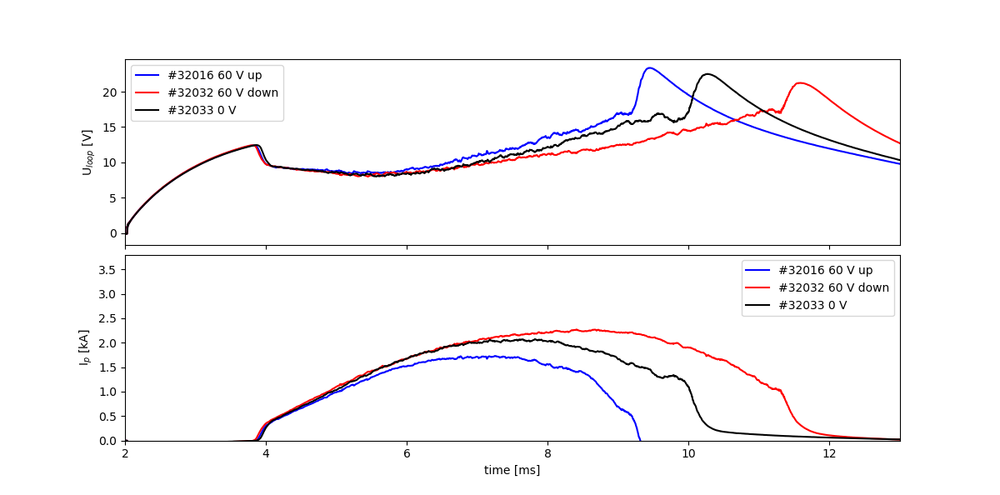 20
15
10
5
0
U_loop [V]
#32016 60 V up
#32032 60 V down
#32033 0 V
3.5
3.0
2.5
2.0
1.5
1.0
0.5
0.0
I_p [kA]
#32016 60 V up
#32032 60 V down
#32033 0 V
2 4 6 8 10 12
time [ms]